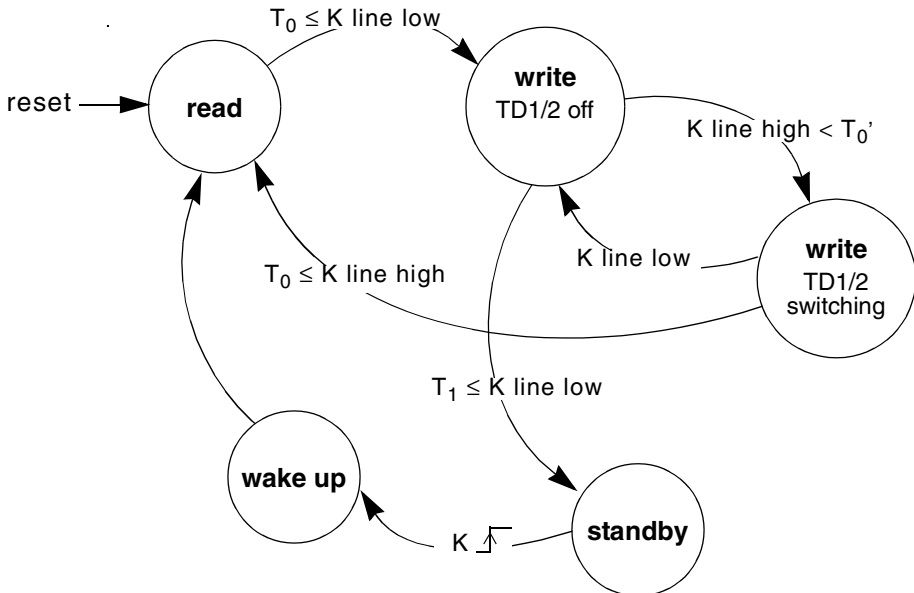 T0 ≤ K line low
reset
read
write
TD1/2 off
K line high < T0'
K line low
write
TD1/2
switching
T0 ≤ K line high
T1 ≤ K line low
wake up
K
standby